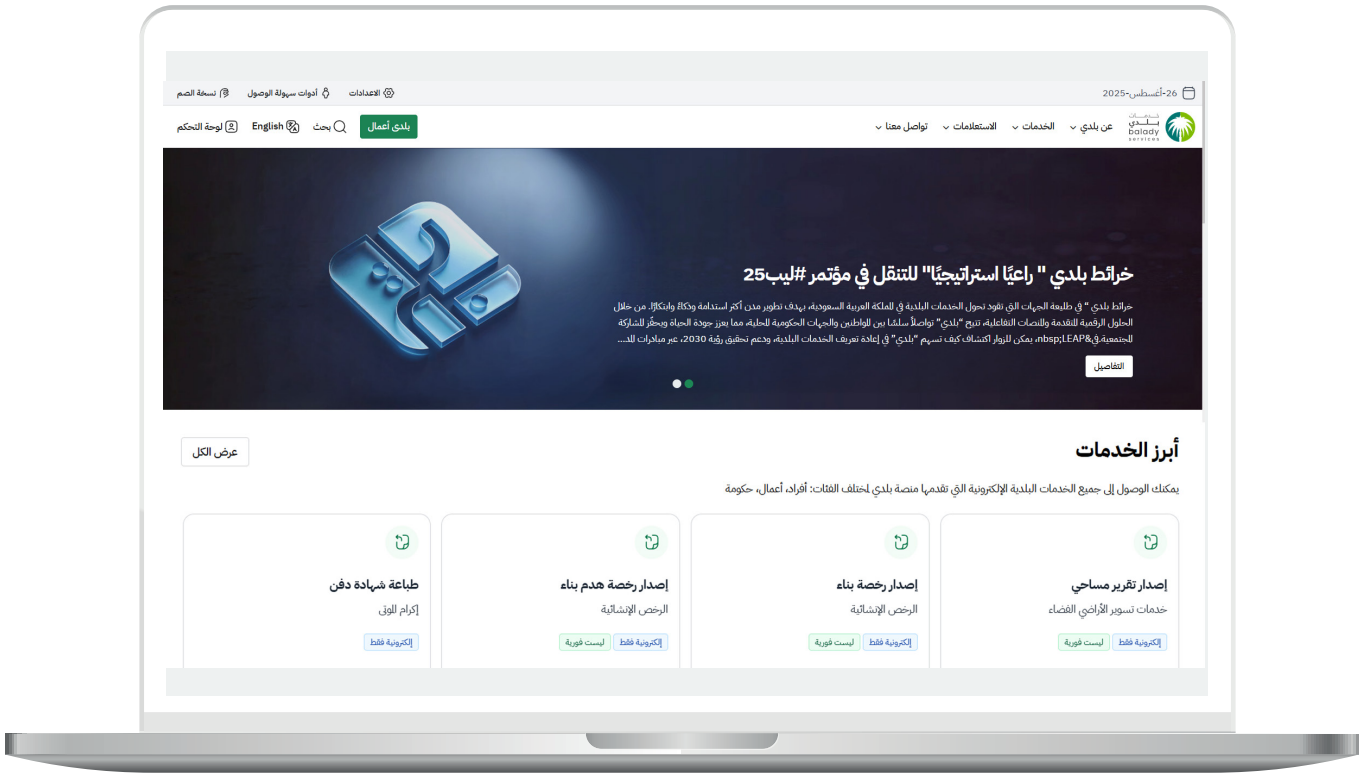 26-أغسطس-2025
الاعدادات
أدوات سهولة الوصول
نسخة الصم
خدمات
بلدي
balady
services
عن بلدي
الخدمات
الاستعلامات
تواصل معنا
بلدي أعمال
بحث
English
لوحة التحكم
خرائط بلدي " راعيًا استراتيجيًا" للتنقل في مؤتمر #ليب25
خرائط بلدي “ في طليعة الجهات التي تقود تحول الخدمات البلدية في المملكة العربية السعودية، بهدف تطوير مدن أكثر استدامة وذكاءً وابتكارًا. من خلال
الحلول الرقمية المتقدمة والمنصات التفاعلية، تتيح “بلدي” تواصلاً سلسًا بين المواطنين والجهات الحكومية المحلية، مما يعزز جودة الحياة ويحفّز المشاركة
المجتمعية.في&nbsp;LEAP، يمكن للزوار اكتشاف كيف تسهم “بلدي” في إعادة تعريف الخدمات البلدية، ودعم تحقيق رؤية 2030، عبر مبادرات المد...
التفاصيل
أبرز الخدمات
عرض الكل
يمكنك الوصول إلى جميع الخدمات البلدية الإلكترونية التي تقدمها منصة بلدي لمختلف الفئات: أفراد، أعمال، حكومة
إصدار تقرير مساحي
خدمات تسوير الأراضي الفضاء
إلكترونية فقط
ليست فورية
إصدار رخصة بناء
الرخص الإنشائية
إلكترونية فقط
ليست فورية
إصدار رخصة هدم بناء
الرخص الإنشائية
إلكترونية فقط
ليست فورية
طباعة شهادة دفن
إكرام الموتى
إلكترونية فقط